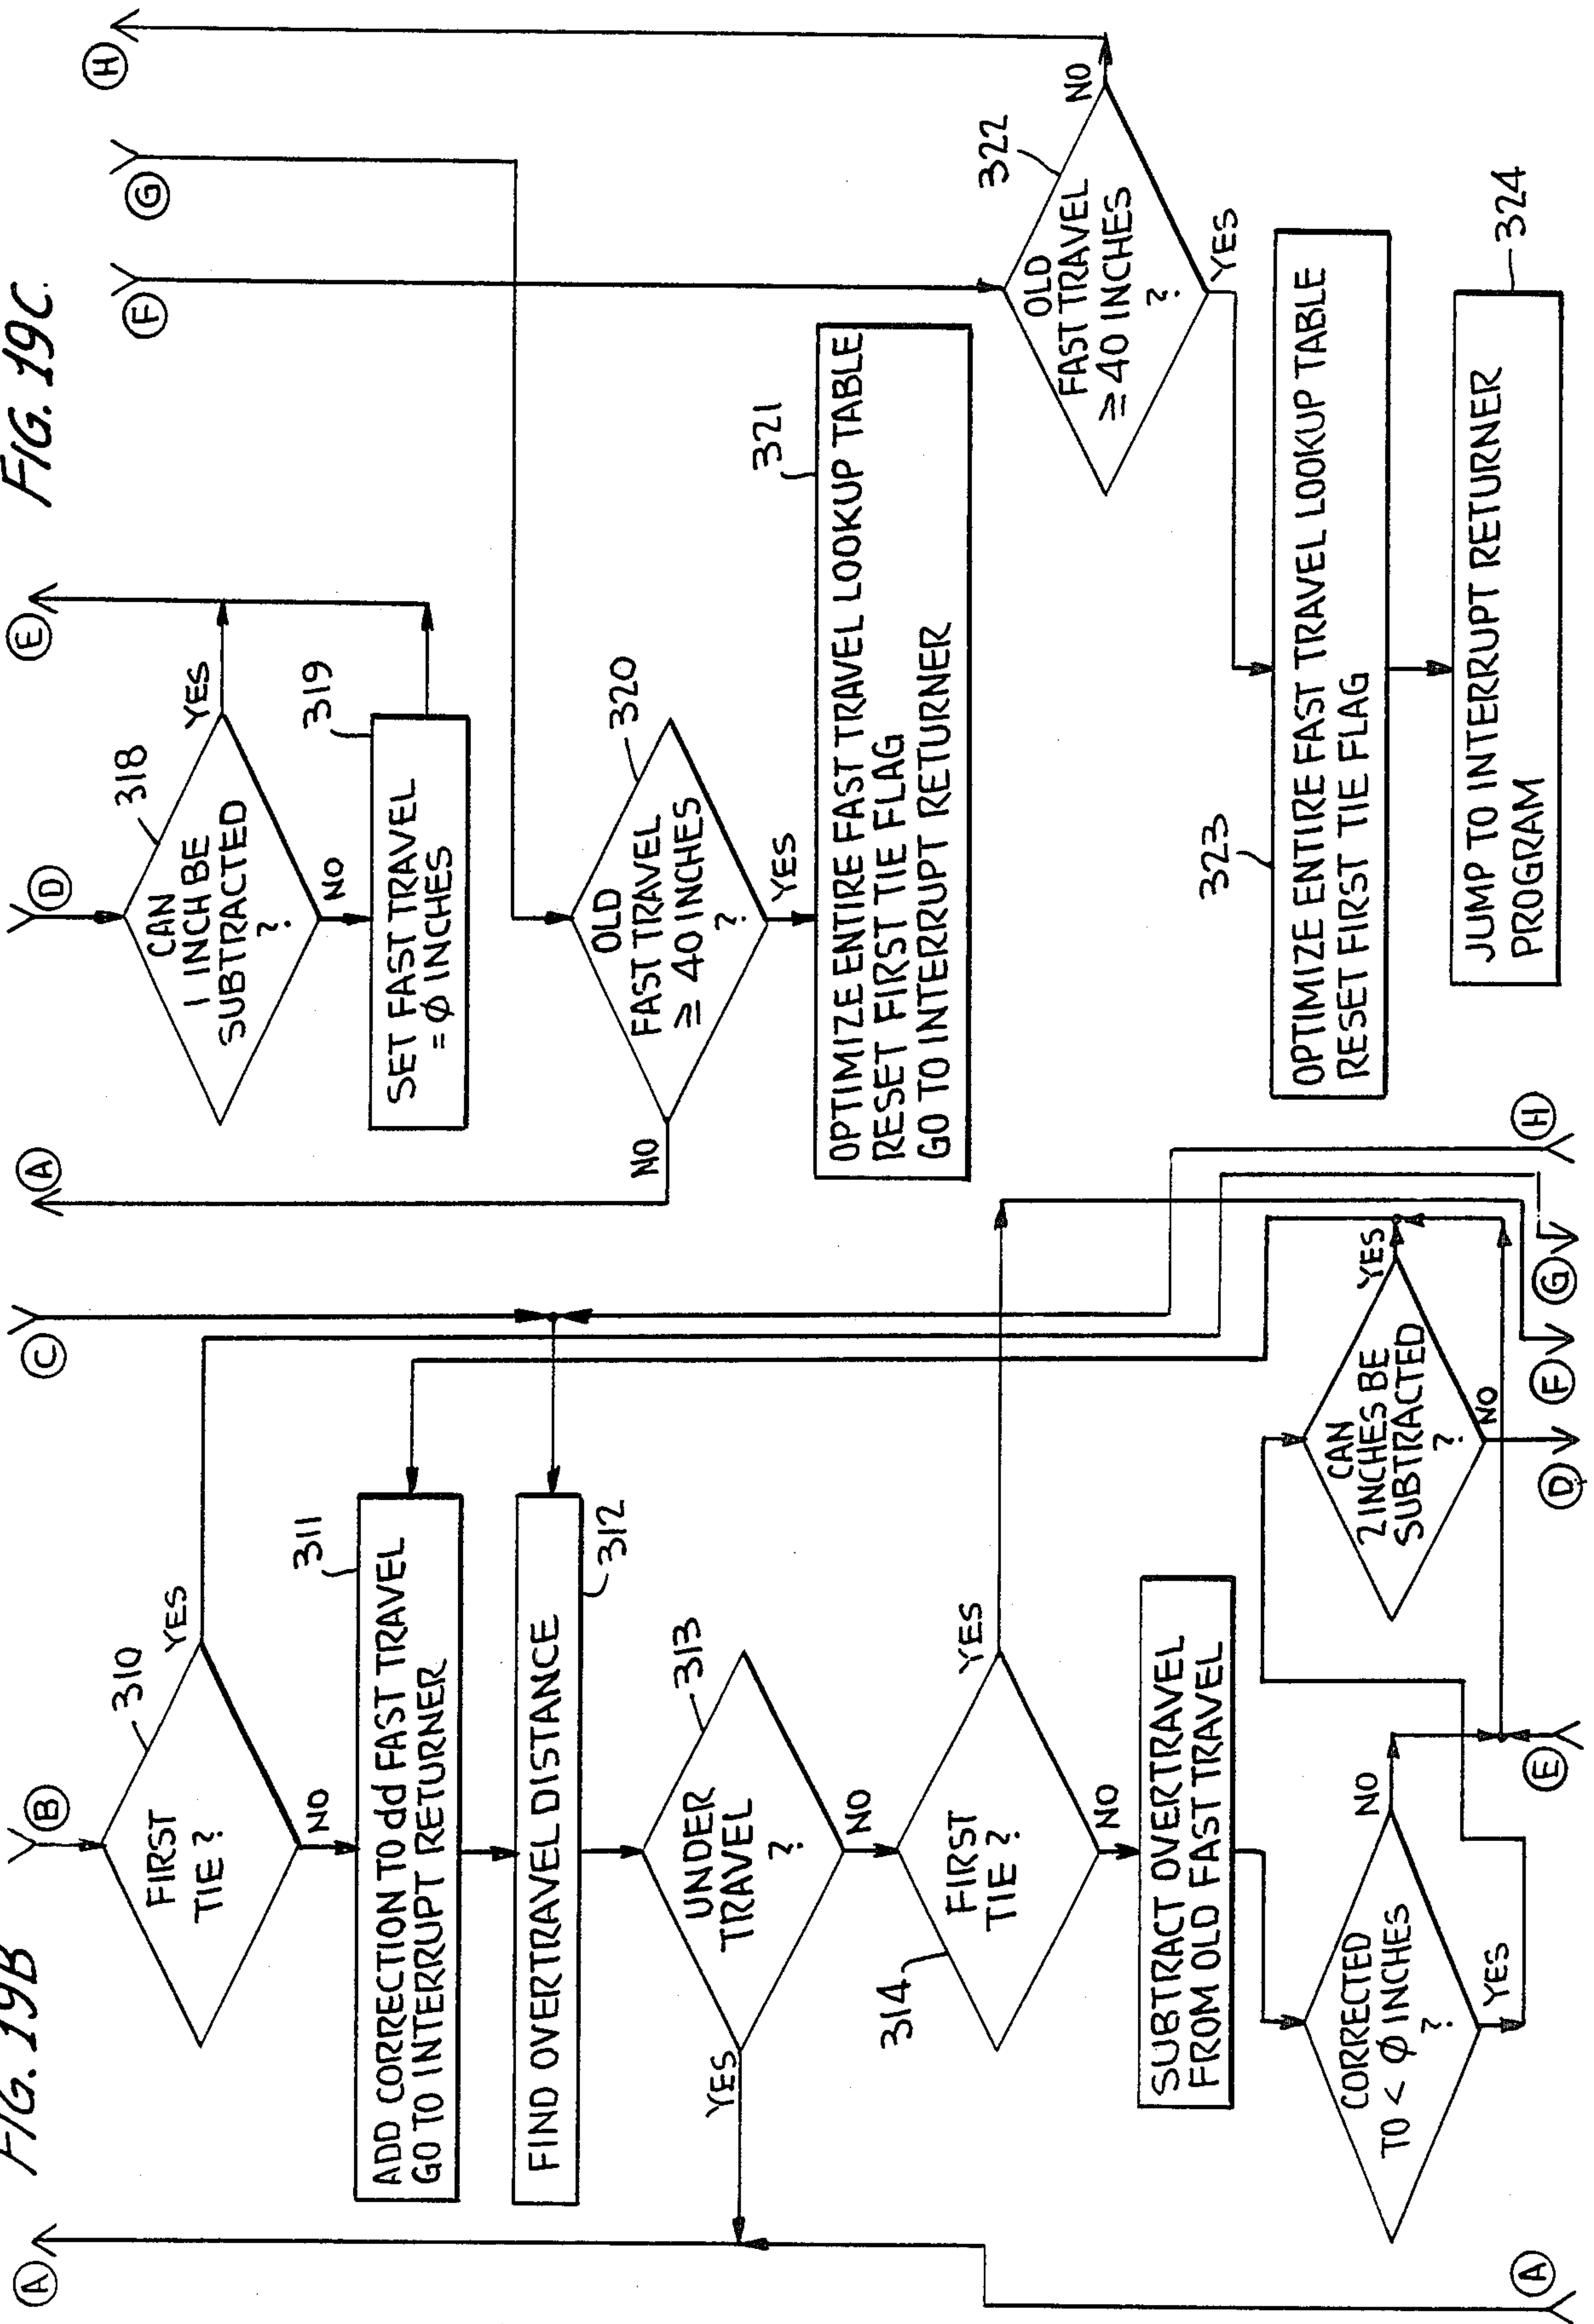 FIG. 19B
A
B
C
FIRST
TIE ?
310
YES
NO
311
ADD CORRECTION TO dd FAST TRAVEL
GO TO INTERRUPT RETURNER
FIND OVERTRAVEL DISTANCE
312
UNDER
TRAVEL
?
313
YES
NO
314
FIRST
TIE ?
YES
NO
SUBTRACT OVERTRAVEL
FROM OLD FAST TRAVEL
CORRECTED
TO < Ø INCHES
?
NO
YES
CAN
2 INCHES BE
SUBTRACTED
?
YES
NO
A
E
D
F
G
H
FIG. 19C.
A
D
E
F
G
H
CAN
1 INCH BE
SUBTRACTED
?
318
YES
NO
319
SET FAST TRAVEL
= Ø INCHES
OLD
FAST TRAVEL
≥ 40 INCHES
?
320
NO
YES
321
OPTIMIZE ENTIRE FAST TRAVEL LOOKUP TABLE
RESET FIRST TIE FLAG
GO TO INTERRUPT RETURNER
OLD
FAST TRAVEL
≥ 40 INCHES
?
322
NO
YES
323
OPTIMIZE ENTIRE FAST TRAVEL LOOKUP TABLE
RESET FIRST TIE FLAG
JUMP TO INTERRUPT RETURNER
PROGRAM
324